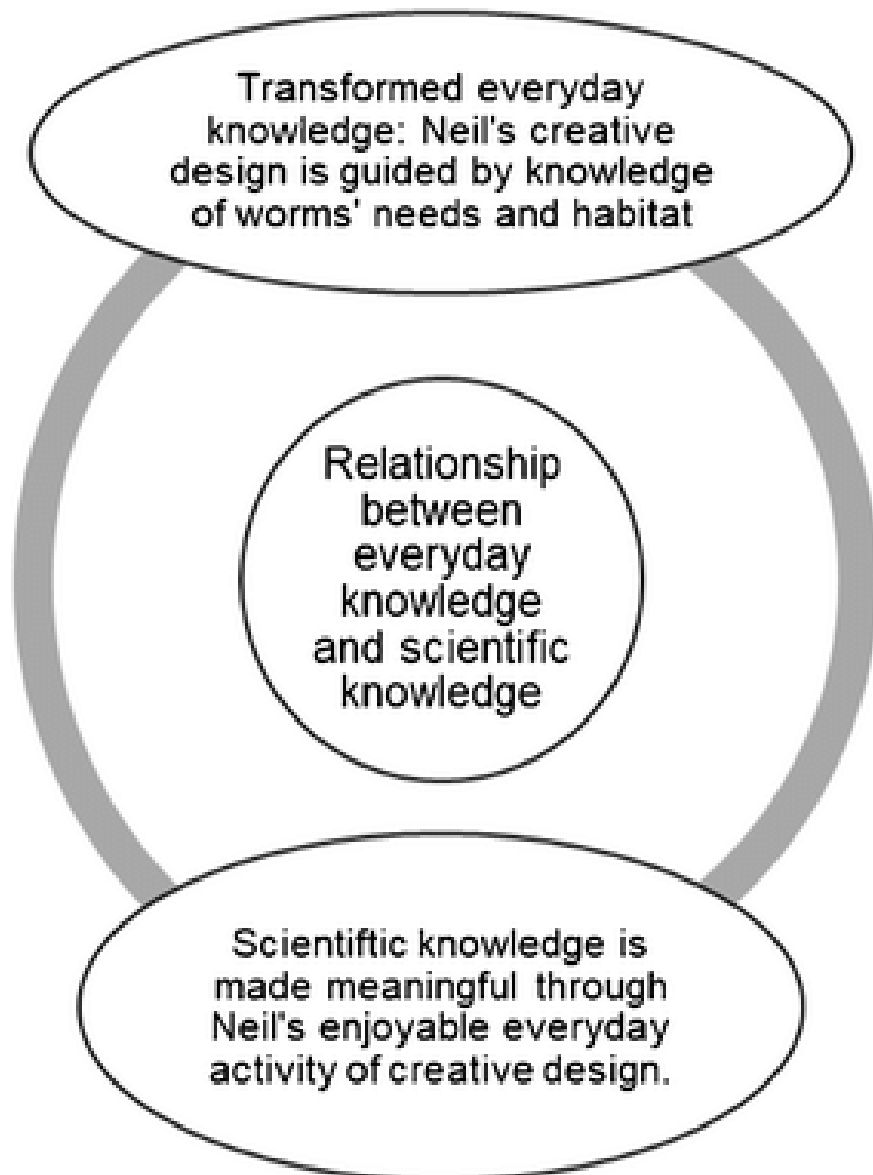 Transformed everyday
knowledge: Neil's creative
design is guided by knowledge
of worms' needs and habitat
Relationship
between
everyday
knowledge
and scientific
knowledge
Scientiftic knowledge is
made meaningful through
Neil's enjoyable everyday
activity of creative design.